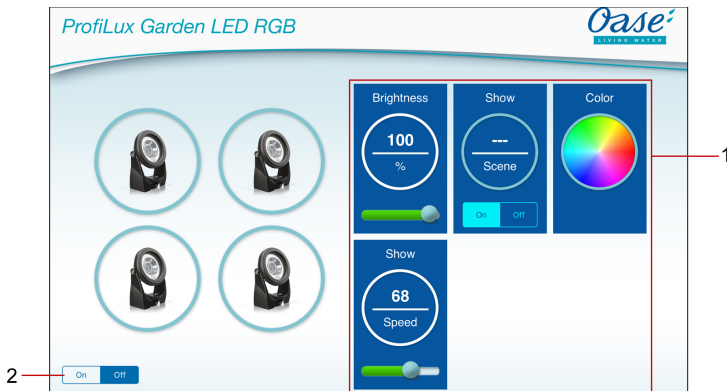 ProfiLux Garden LED RGB
Oase
LIVING WATER
Brightness
100
%
Show
---
Scene
On Off
Color
1
Show
68
Speed
2
On Off